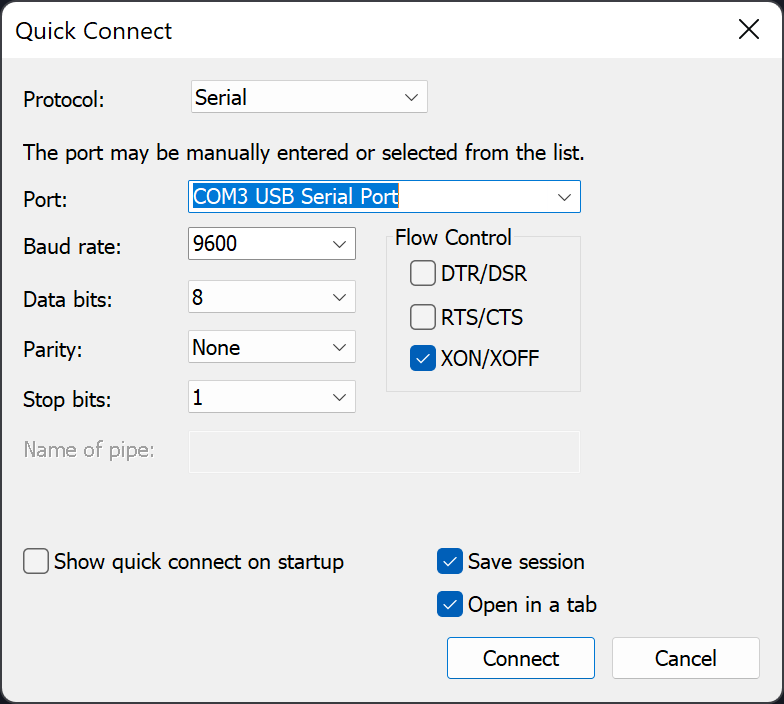 Quick Connect
Protocol: Serial
The port may be manually entered or selected from the list.
Port: COM3 USB Serial Port
Baud rate: 9600
Flow Control
DTR/DSR
Data bits: 8
RTS/CTS
Parity: None
XON/XOFF
Stop bits: 1
Name of pipe:
Show quick connect on startup
Save session
Open in a tab
Connect
Cancel